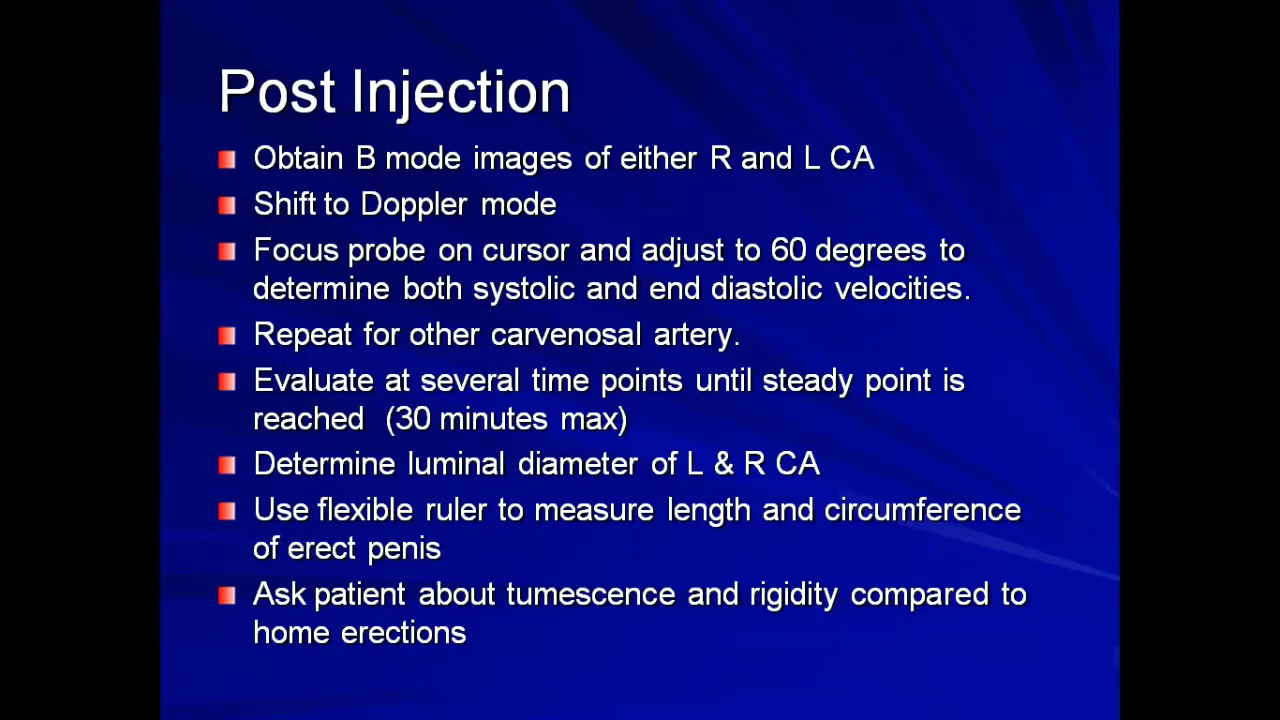 Post Injection
Obtain B mode images of either R and L CA
Shift to Doppler mode
Focus probe on cursor and adjust to 60 degrees to
determine both systolic and end diastolic velocities.
Repeat for other carvenosal artery.
Evaluate at several time points until steady point is
reached (30 minutes max)
Determine luminal diameter of L & R CA
Use flexible ruler to measure length and circumference
of erect penis
Ask patient about tumescence and rigidity compared to
home erections